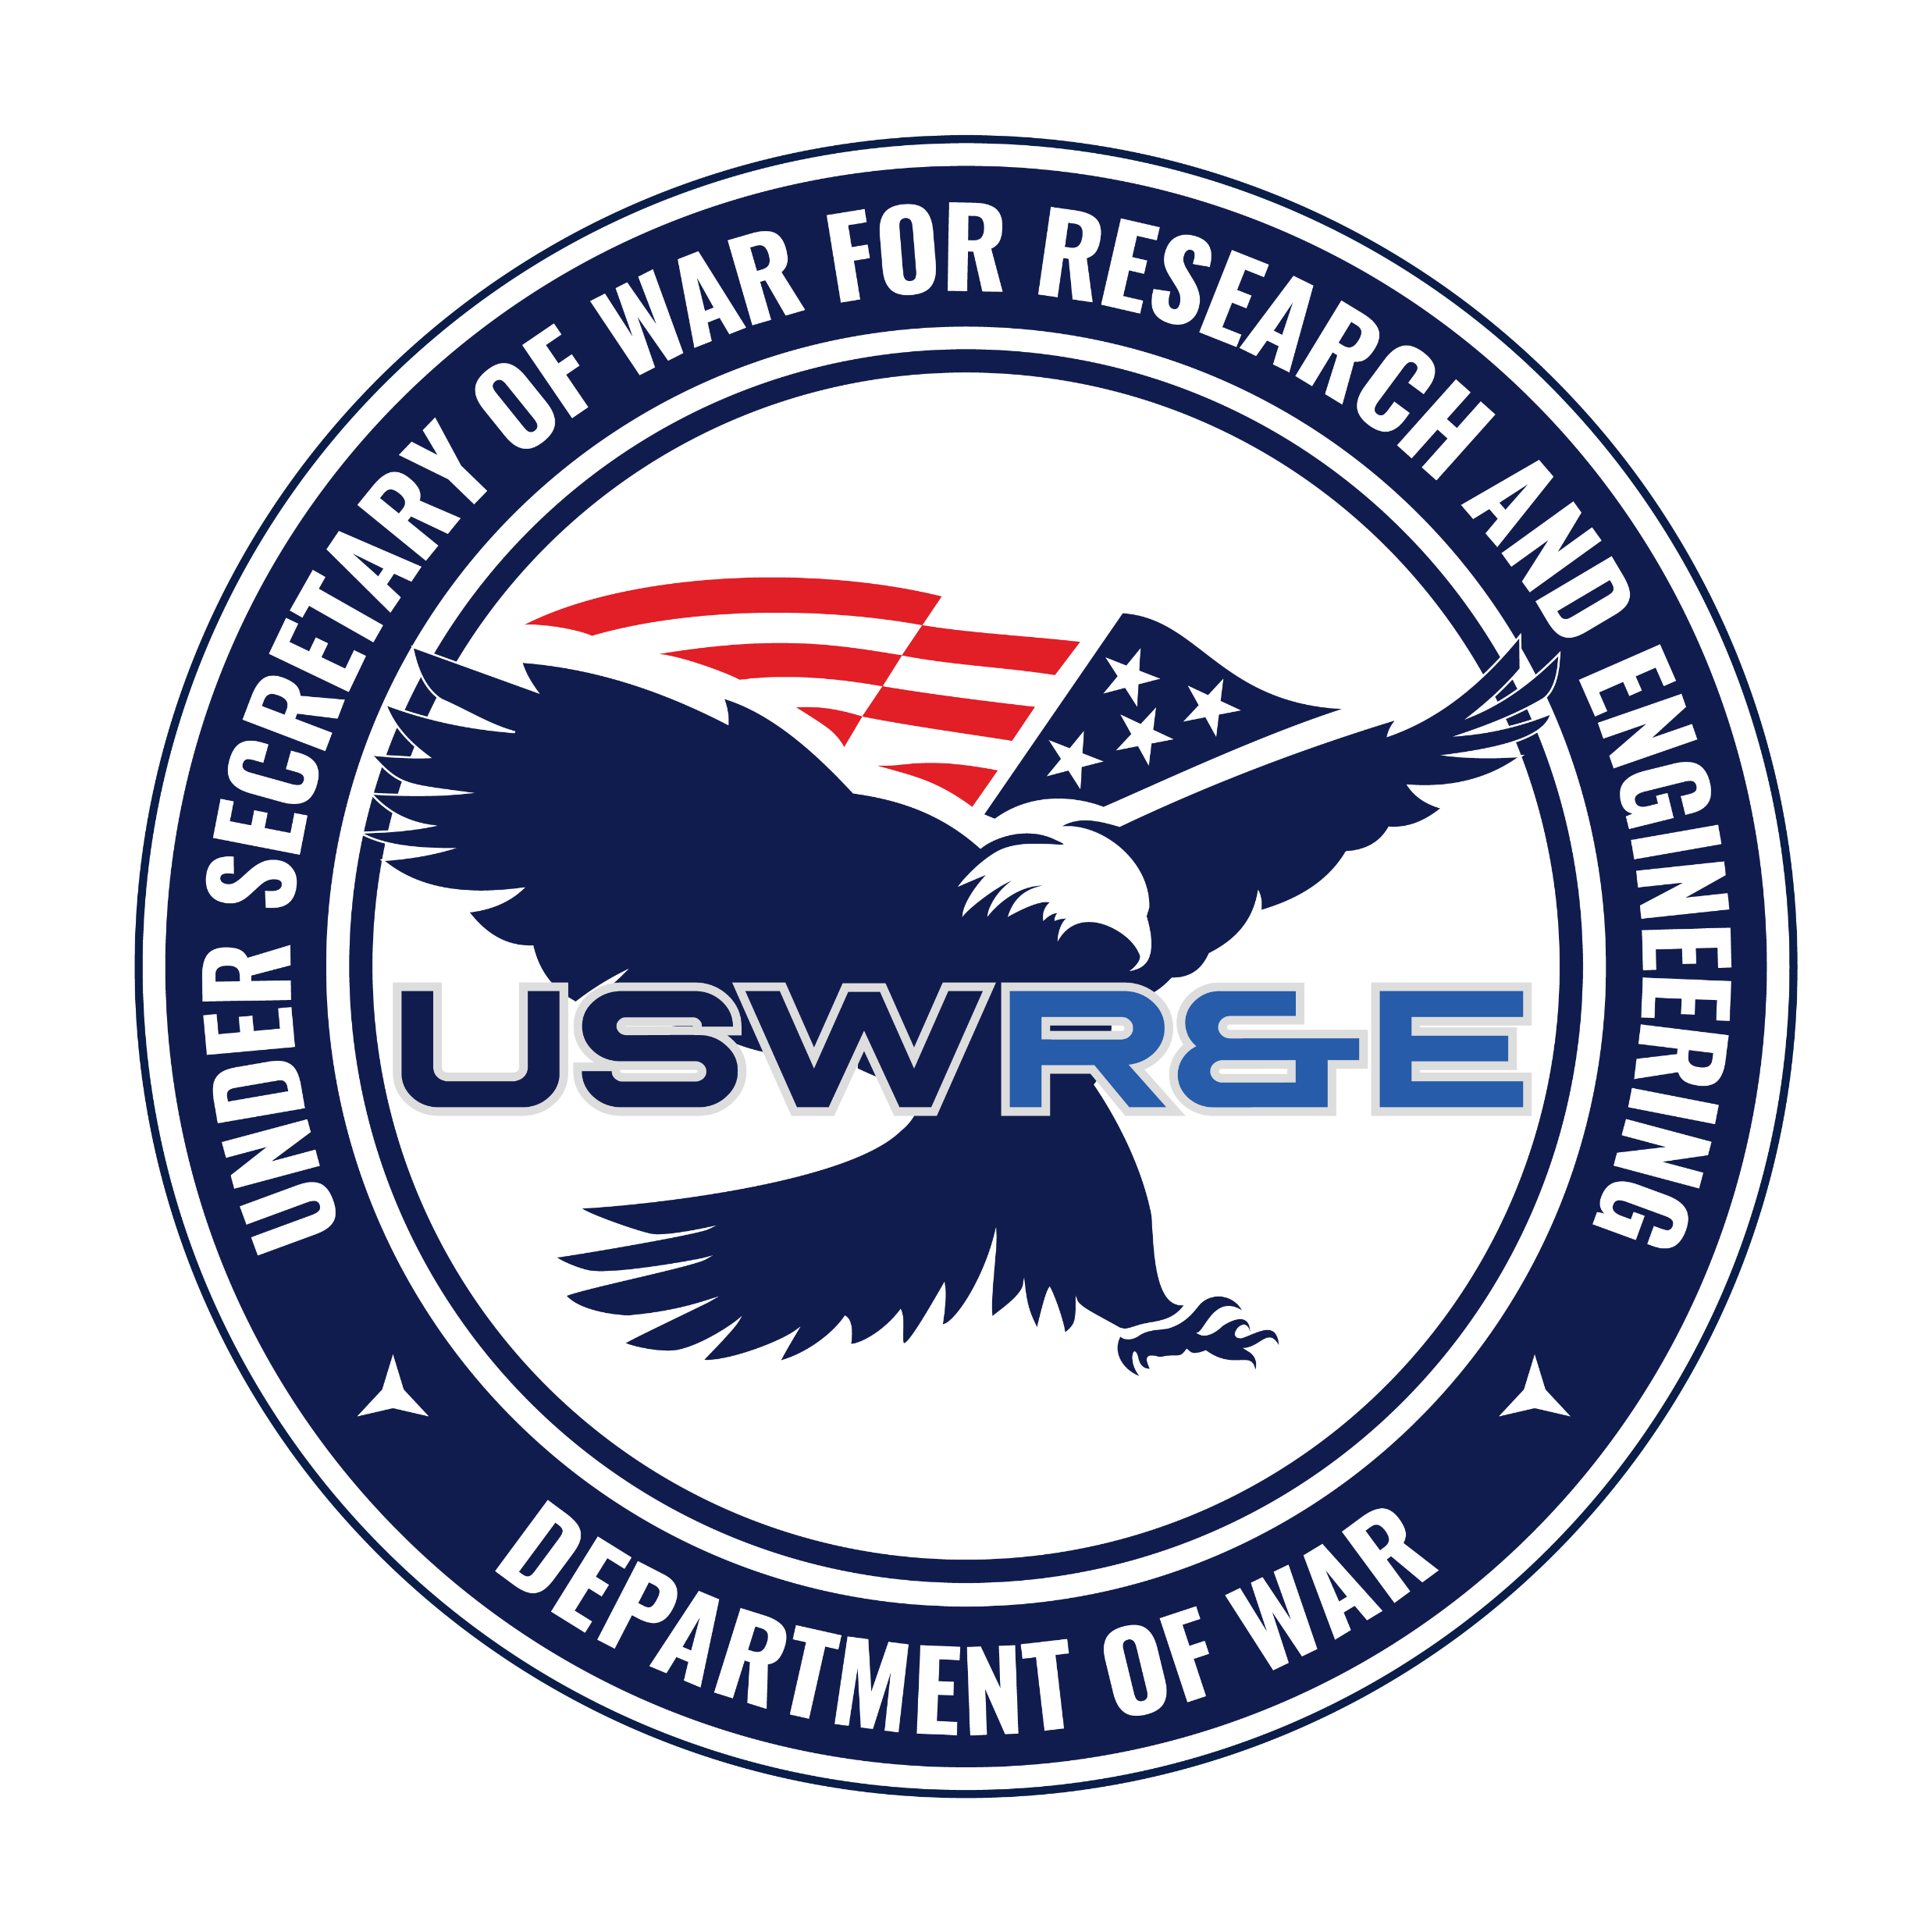 UNDER SECRETARY OF WAR FOR RESEARCH AND ENGINEERING
USWR&E
DEPARTMENT OF WAR